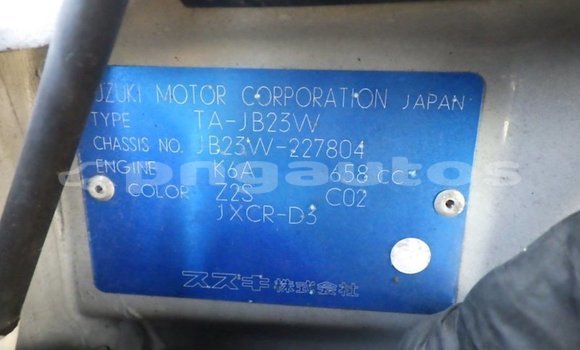 UZUKI MOTOR CORPORATION JAPAN
TYPE TA-JB23W
CHASSIS NO. JB23W-227804
ENGINE K6A 658 cc
COLOR Z2S C02
JXCR-D3
スズキ株式会社